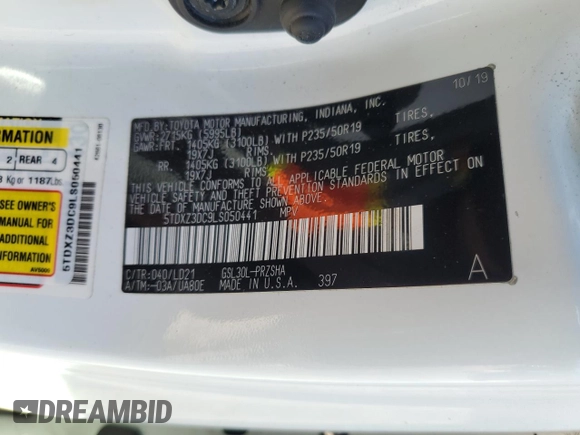 MFD.BY:TOYOTA MOTOR MANUFACTURING, INDIANA, INC. 10/19
GVWR:2715KG (5995LB)
GAWR:FRT. 1405KG (3100LB) WITH P235/50R19 TIRES,
19X7J RIMS,
RR. 1405KG (3100LB) WITH P235/50R19 TIRES,
19X7J RIMS,
THIS VEHICLE CONFORMS TO ALL APPLICABLE FEDERAL MOTOR
VEHICLE SAFETY AND THEFT PREVENTION STANDARDS IN EFFECT ON
THE DATE OF MANUFACTURE SHOWN ABOVE.
5TDXZ3DC9LS050441 MPV
C/TR:040/LD21 GSL30L-PRZSHA
A/TM:-03A/UA80E MADE IN U.S.A. 397
A
RMATION
2 REAR 4
Kg or 1187Lbs
SEE OWNER'S
MANUAL FOR
ADDITIONAL
INFORMATION
5TDXZ3DC9LS050441
DREAMBID